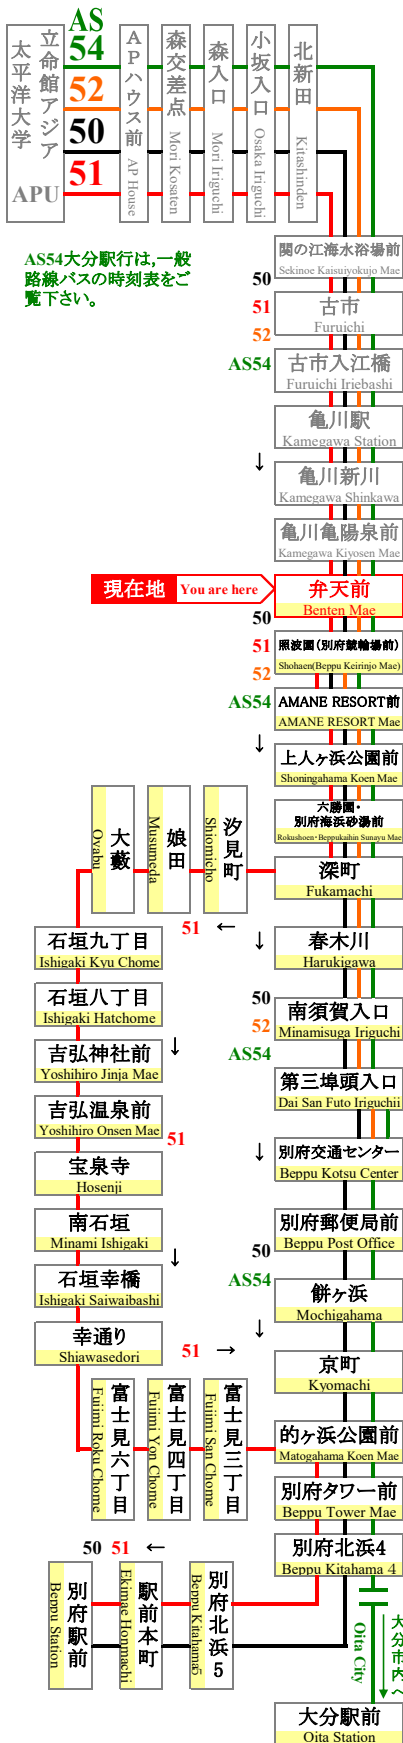 AS
54
52
50
51
立命館アジア
太平洋大学
APU
APハウス前
AP House
森交差点
Mori Kosaten
森入口
Mori Iriguchi
小坂入口
Osaka Iriguchi
北新田
Kitashinden
AS54大分駅行は,一般
路線バスの時刻表をご
覧下さい。
関の江海水浴場前
Sekinoe Kaisuiyokujo Mae
50
51
52
AS54
古市
Furuichi
古市入江橋
Furuichi Iriebashi
亀川駅
Kamegawa Station
↓
亀川新川
Kamegawa Shinkawa
亀川亀陽泉前
Kamegawa Kiyosen Mae
現在地
You are here
弁天前
Benten Mae
50
51
52
AS54
照波園(別府競輪場前)
Shohaen(Beppu Keirinjo Mae)
AMANE RESORT前
AMANE RESORT Mae
↓
上人ヶ浜公園前
Shoningahama Koen Mae
六勝園・
別府海浜砂湯前
Rokushoen・Beppukaihin Sunayu Mae
深町
Fukamachi
汐見町
Shiomicho
娘田
Musumeda
大藪
Oyabu
51 ←
↓
春木川
Harukigawa
石垣九丁目
Ishigaki Kyu Chome
石垣八丁目
Ishigaki Hatchome
50
52
AS54
南須賀入口
Minamisuga Iriguchi
吉弘神社前
Yoshihiro Jinja Mae
↓
第三埠頭入口
Dai San Futo Iriguchii
吉弘温泉前
Yoshihiro Onsen Mae
51
↓
別府交通センター
Beppu Kotsu Center
宝泉寺
Hosenji
南石垣
Minami Ishigaki
別府郵便局前
Beppu Post Office
↓
50
AS54
石垣幸橋
Ishigaki Saiwaibashi
餅ヶ浜
Mochigahama
↓
幸通り
Shiawasedori
51 →
京町
Kyomachi
富士見六丁目
Fujimi Roku Chome
富士見四丁目
Fujimi Yon Chome
富士見三丁目
Fujimi San Chome
的ヶ浜公園前
Matogahama Koen Mae
別府タワー前
Beppu Tower Mae
別府北浜4
Beppu Kitahama 4
50 51 ←
別府北浜5
Beppu Kitahama5
駅前本町
Ekimae Honmachi
別府駅前
Beppu Station
大分市内へ
Oita City
↓
大分駅前
Oita Station